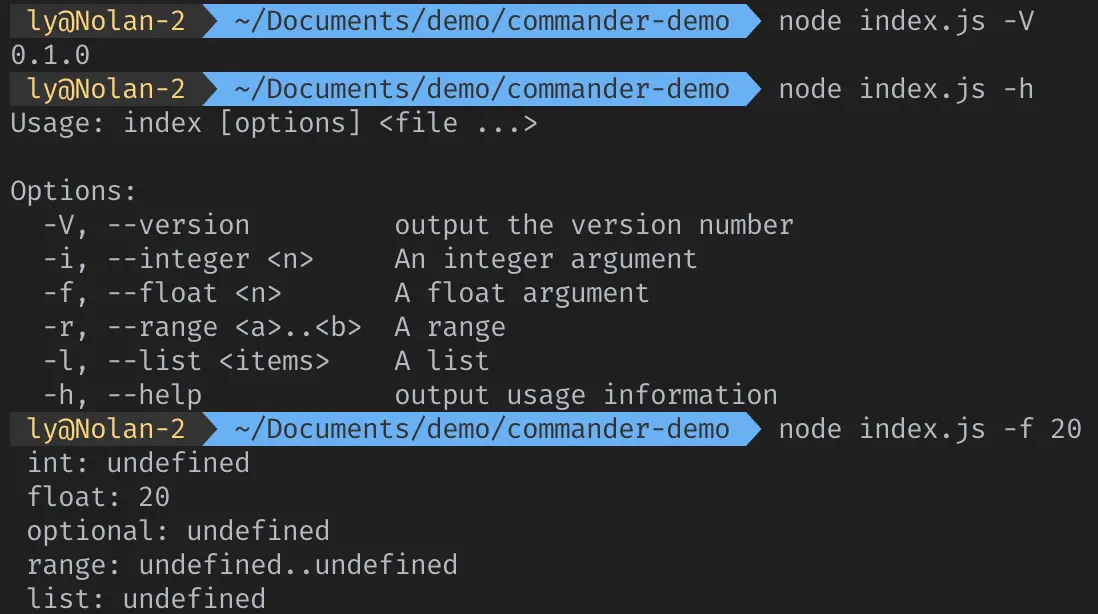 ly@Nolan-2 ~/Documents/demo/commander-demo node index.js -V
0.1.0
ly@Nolan-2 ~/Documents/demo/commander-demo node index.js -h
Usage: index [options] <file ...>

Options:
  -V, --version         output the version number
  -i, --integer <n>     An integer argument
  -f, --float <n>       A float argument
  -r, --range <a>..<b>  A range
  -l, --list <items>    A list
  -h, --help            output usage information
ly@Nolan-2 ~/Documents/demo/commander-demo node index.js -f 20
 int: undefined
 float: 20
 optional: undefined
 range: undefined..undefined
 list: undefined